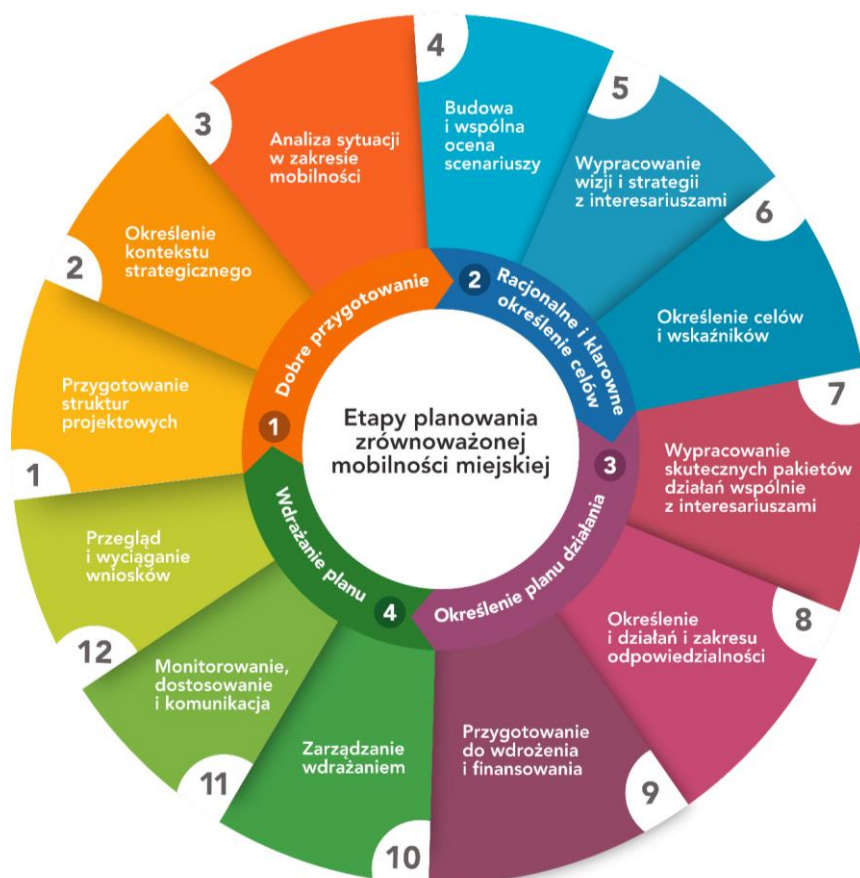 Etapy planowania
zrównoważonej
mobilności miejskiej
1
Dobre przygotowanie
1
Przygotowanie
struktur
projektowych
2
Określenie
kontekstu
strategicznego
3
Analiza sytuacji
w zakresie
mobilności
2
Racjonalne i klarowne
określenie celów
4
Budowa
i wspólna
ocena
scenariuszy
5
Wypracowanie
wizji i strategii
z interesariuszami
6
Określenie celów
i wskaźników
3
Określenie planu działania
7
Wypracowanie
skutecznych pakietów
działań wspólnie
z interesariuszami
8
Określenie
i działań i zakresu
odpowiedzialności
9
Przygotowanie
do wdrożenia
i finansowania
4
Wdrażanie planu
10
Zarządzanie
wdrażaniem
11
Monitorowanie,
dostosowanie
i komunikacja
12
Przegląd
i wyciąganie
wniosków